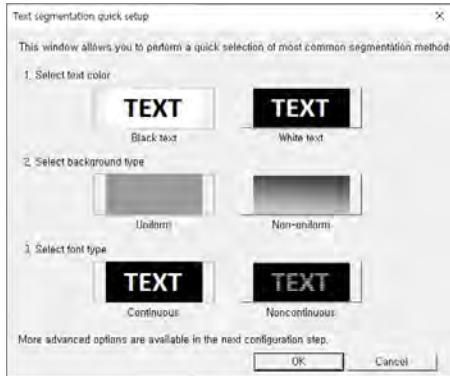 Text segmentation quick setup
This window allows you to perform a quick selection of most common segmentation methods
1. Select text color
TEXT TEXT
Black text White text
2. Select background type
Uniform Non-uniform
3. Select font type
TEXT TEXT
Continuous Noncontinuous
More advanced options are available in the next configuration step.
OK Cancel